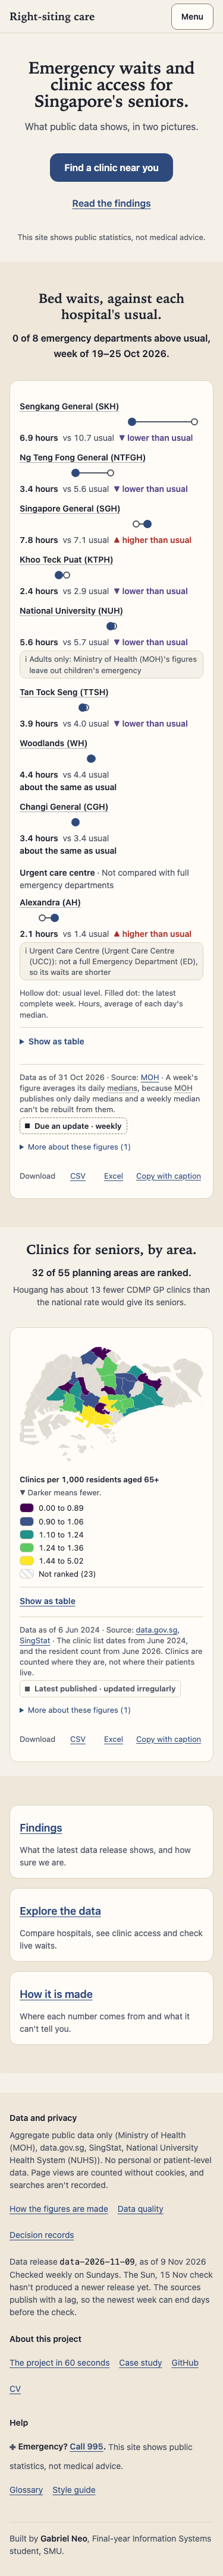 Right-siting care
Menu
Emergency waits and
clinic access for
Singapore's seniors.
What public data shows, in two pictures.
Find a clinic near you
Read the findings
This site shows public statistics, not medical advice.
Bed waits, against each
hospital's usual.
0 of 8 emergency departments above usual,
week of 19–25 Oct 2026.
Sengkang General (SKH)
6.9 hours vs 10.7 usual ▼ lower than usual
Ng Teng Fong General (NTFGH)
3.4 hours vs 5.6 usual ▼ lower than usual
Singapore General (SGH)
7.8 hours vs 7.1 usual ▲ higher than usual
Khoo Teck Puat (KTPH)
2.4 hours vs 2.9 usual ▼ lower than usual
National University (NUH)
5.6 hours vs 5.7 usual ▼ lower than usual
i Adults only: Ministry of Health (MOH)'s figures
leave out children's emergency
Tan Tock Seng (TTSH)
3.9 hours vs 4.0 usual ▼ lower than usual
Woodlands (WH)
4.4 hours vs 4.4 usual
about the same as usual
Changi General (CGH)
3.4 hours vs 3.4 usual
about the same as usual
Urgent care centre · Not compared with full
emergency departments
Alexandra (AH)
2.1 hours vs 1.4 usual ▲ higher than usual
i Urgent Care Centre (Urgent Care Centre
(UCC)): not a full Emergency Department (ED),
so its waits are shorter
Hollow dot: usual level. Filled dot: the latest
complete week. Hours, average of each day's
median.
▶ Show as table
Data as of 31 Oct 2026 · Source: MOH · A week's
figure averages its daily medians, because MOH
publishes only daily medians and a weekly median
can't be rebuilt from them.
■ Due an update · weekly
▶ More about these figures (1)
Download CSV Excel Copy with caption
Clinics for seniors, by area.
32 of 55 planning areas are ranked.
Hougang has about 13 fewer CDMP GP clinics than
the national rate would give its seniors.
Clinics per 1,000 residents aged 65+
▼ Darker means fewer.
0.00 to 0.89
0.90 to 1.06
1.10 to 1.24
1.24 to 1.36
1.44 to 5.02
Not ranked (23)
Show as table
Data as of 6 Jun 2024 · Source: data.gov.sg,
SingStat · The clinic list dates from June 2024,
and the resident count from June 2026. Clinics are
counted where they are, not where their patients
live.
■ Latest published · updated irregularly
▶ More about these figures (1)
Download CSV Excel Copy with caption
Findings
What the latest data release shows, and how
sure we are.
Explore the data
Compare hospitals, see clinic access and check
live waits.
How it is made
Where each number comes from and what it
can't tell you.
Data and privacy
Aggregate public data only (Ministry of Health
(MOH), data.gov.sg, SingStat, National University
Health System (NUHS)). No personal or patient-level
data. Page views are counted without cookies, and
searches aren't recorded.
How the figures are made Data quality
Decision records
Data release data-2026-11-09, as of 9 Nov 2026
Checked weekly on Sundays. The Sun, 15 Nov check
hasn't produced a newer release yet. The sources
publish with a lag, so the newest week can end days
before the check.
About this project
The project in 60 seconds Case study GitHub
CV
Help
✚ Emergency? Call 995. This site shows public
statistics, not medical advice.
Glossary Style guide
Built by Gabriel Neo, Final-year Information Systems
student, SMU.